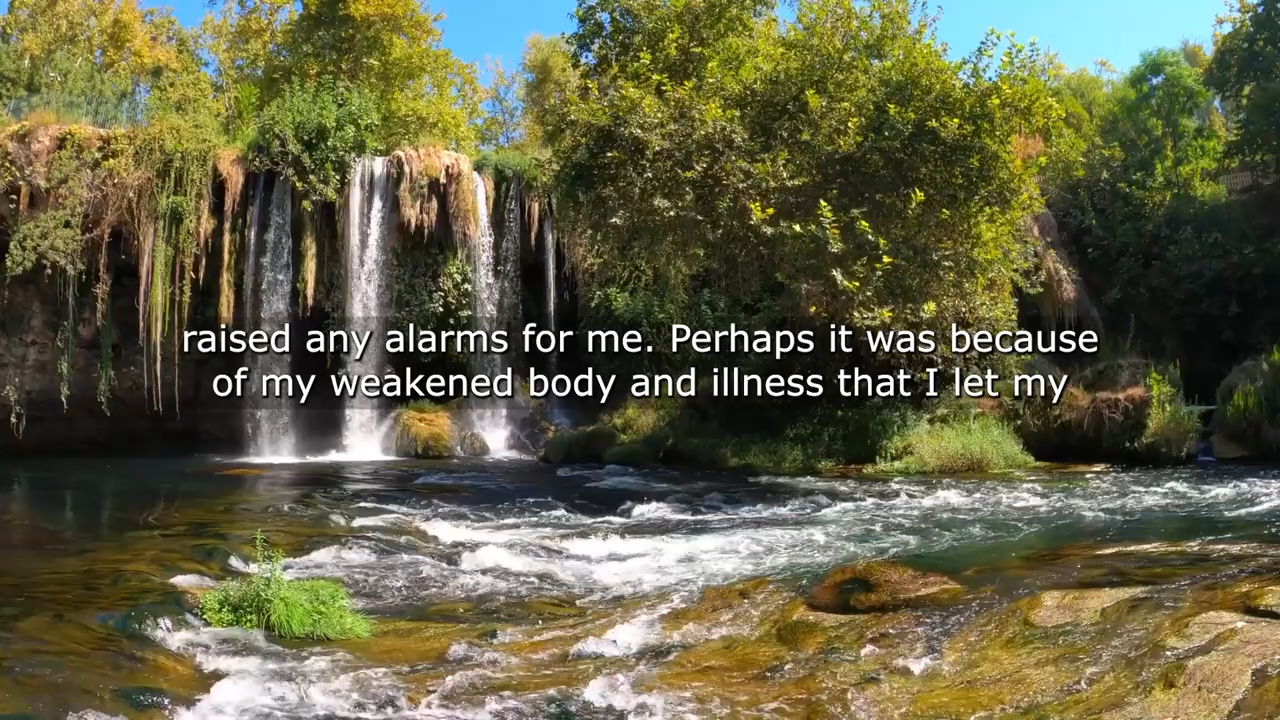 raised any alarms for me. Perhaps it was because
of my weakened body and illness that I let my